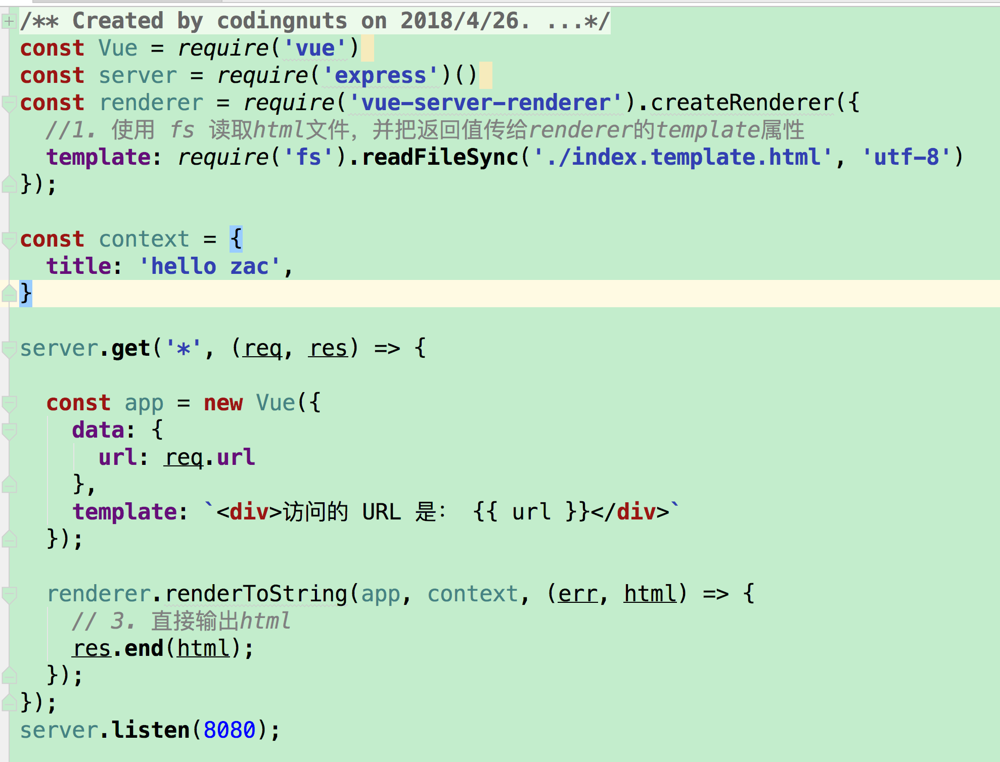 /** Created by codingnuts on 2018/4/26. ...*/
const Vue = require('vue')
const server = require('express')()
const renderer = require('vue-server-renderer').createRenderer({
  //1. 使用 fs 读取html文件，并把返回值传给renderer的template属性
  template: require('fs').readFileSync('./index.template.html', 'utf-8')
});

const context = {
  title: 'hello zac',
}

server.get('*', (req, res) => {

  const app = new Vue({
    data: {
      url: req.url
    },
    template: `<div>访问的 URL 是： {{ url }}</div>`
  });

  renderer.renderToString(app, context, (err, html) => {
    // 3. 直接输出html
    res.end(html);
  });
});
server.listen(8080);